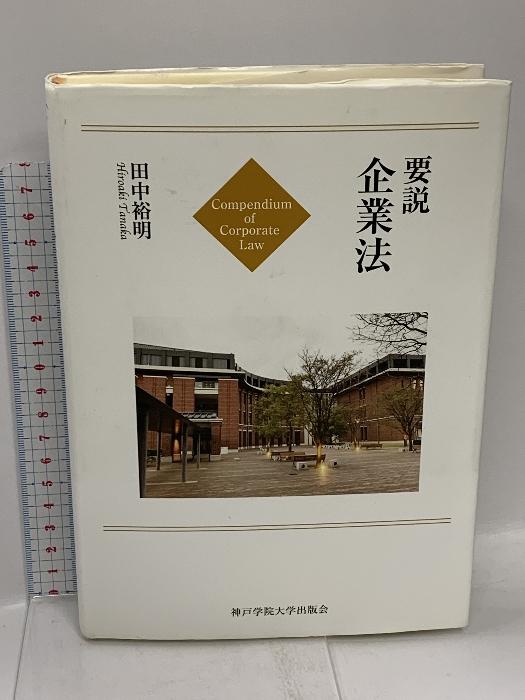 要説
企業法
Compendium
of
Corporate
Law
田中裕明
Hiroaki Tanaka
神戸学院大学出版会